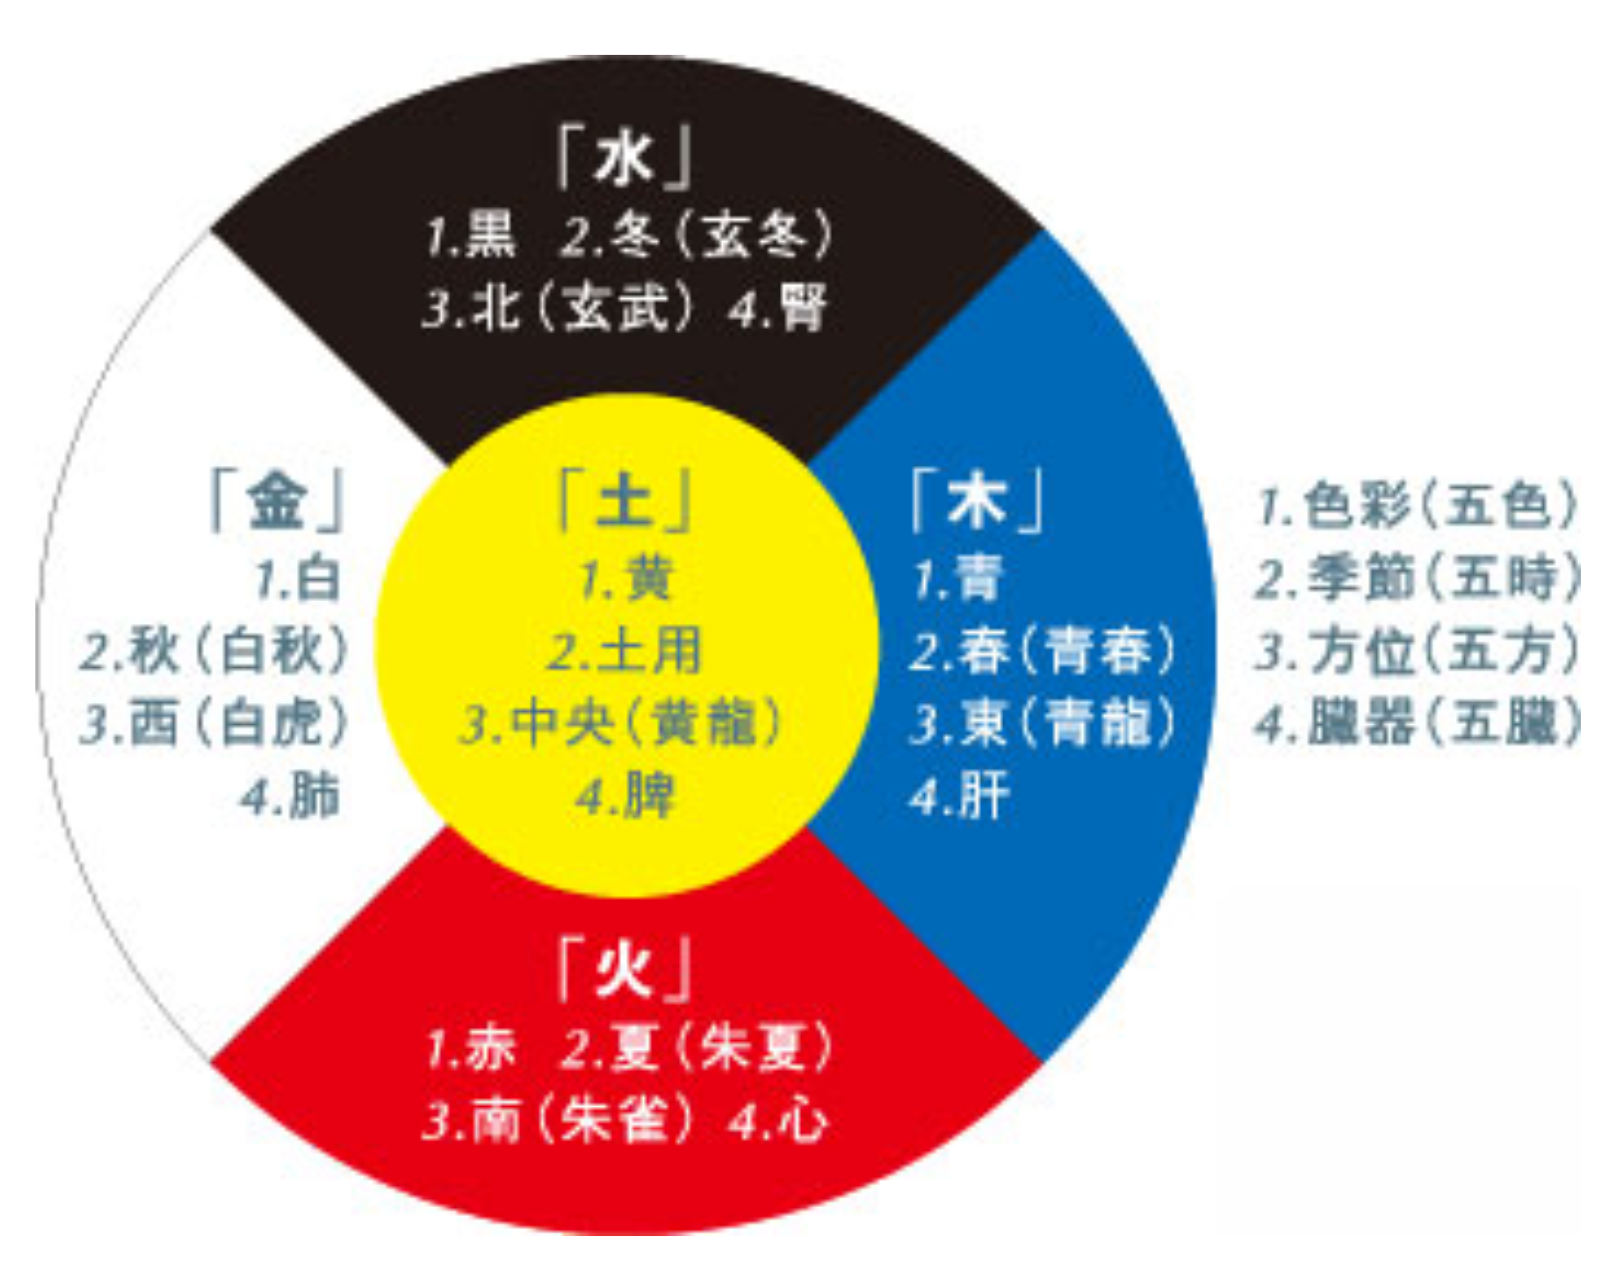 「水」
1.黒 2.冬(玄冬)
3.北(玄武) 4.腎
「金」
1.白
2.秋(白秋)
3.西(白虎)
4.肺
「土」
1.黄
2.土用
3.中央(黄龍)
4.脾
「木」
1.青
2.春(青春)
3.東(青龍)
4.肝
「火」
1.赤 2.夏(朱夏)
3.南(朱雀) 4.心
1.色彩(五色)
2.季節(五時)
3.方位(五方)
4.臓器(五臓)